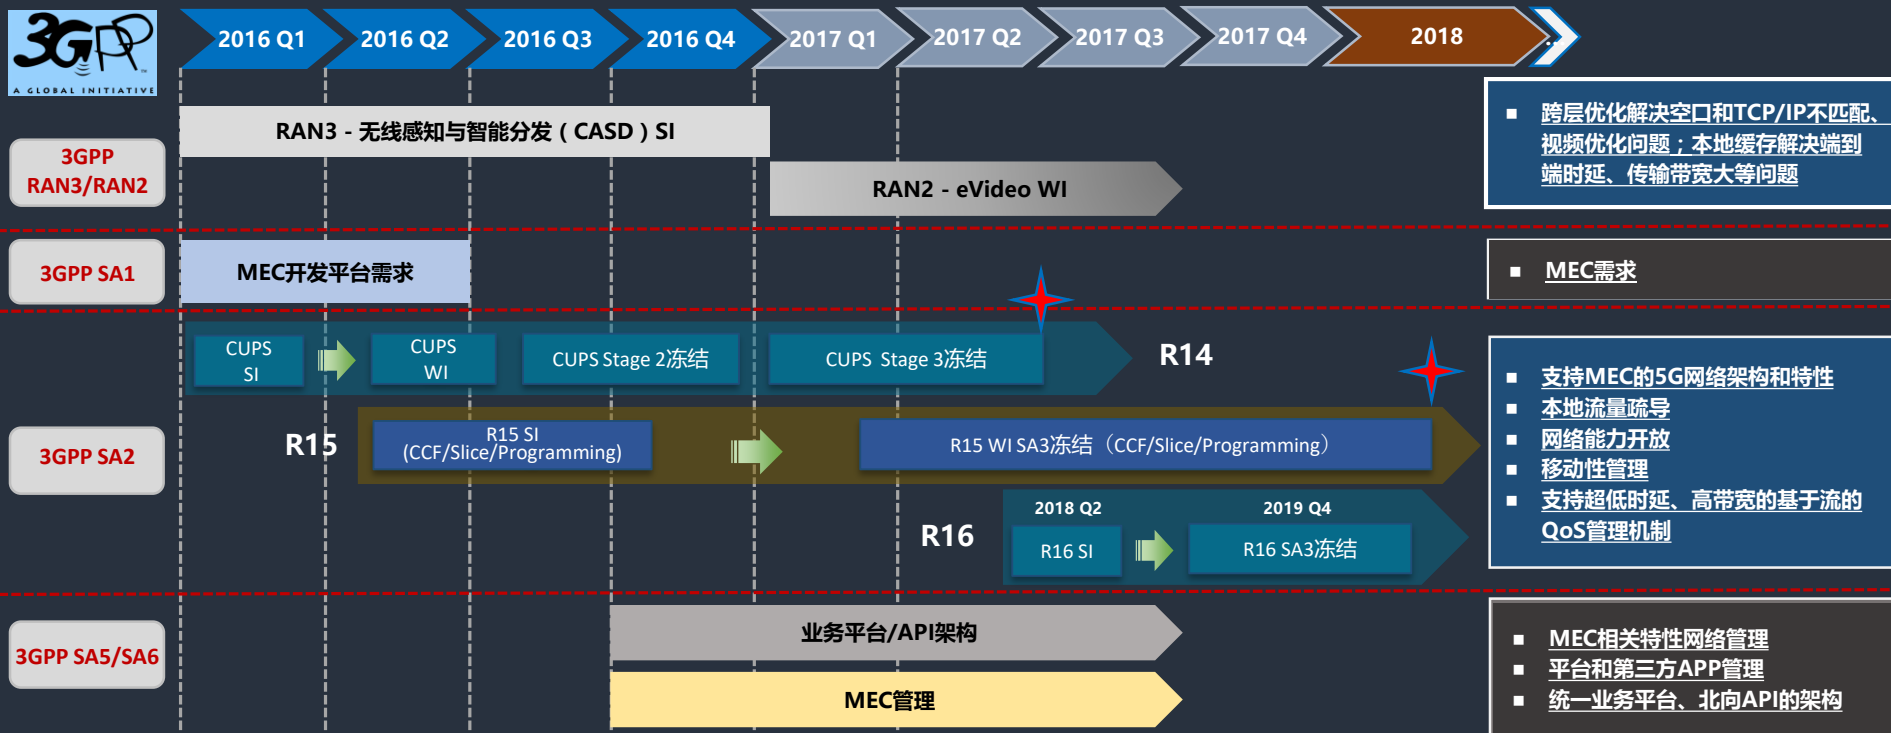 3GPP
A GLOBAL INITIATIVE
2016 Q1
2016 Q2
2016 Q3
2016 Q4
2017 Q1
2017 Q2
2017 Q3
2017 Q4
2018
...
3GPP
RAN3/RAN2
RAN3 - 无线感知与智能分发（CASD）SI
RAN2 - eVideo WI
■ 跨层优化解决空口和TCP/IP不匹配、
视频优化问题；本地缓存解决端到
端时延、传输带宽大等问题
3GPP SA1
MEC开发平台需求
■ MEC需求
3GPP SA2
CUPS
SI
CUPS
WI
CUPS Stage 2冻结
CUPS Stage 3冻结
R14
R15
R15 SI
(CCF/Slice/Programming)
R15 WI SA3冻结（CCF/Slice/Programming）
R16
2018 Q2
R16 SI
2019 Q4
R16 SA3冻结
■ 支持MEC的5G网络架构和特性
■ 本地流量疏导
■ 网络能力开放
■ 移动性管理
■ 支持超低时延、高带宽的基于流的
QoS管理机制
3GPP SA5/SA6
业务平台/API架构
MEC管理
■ MEC相关特性网络管理
■ 平台和第三方APP管理
■ 统一业务平台、北向API的架构